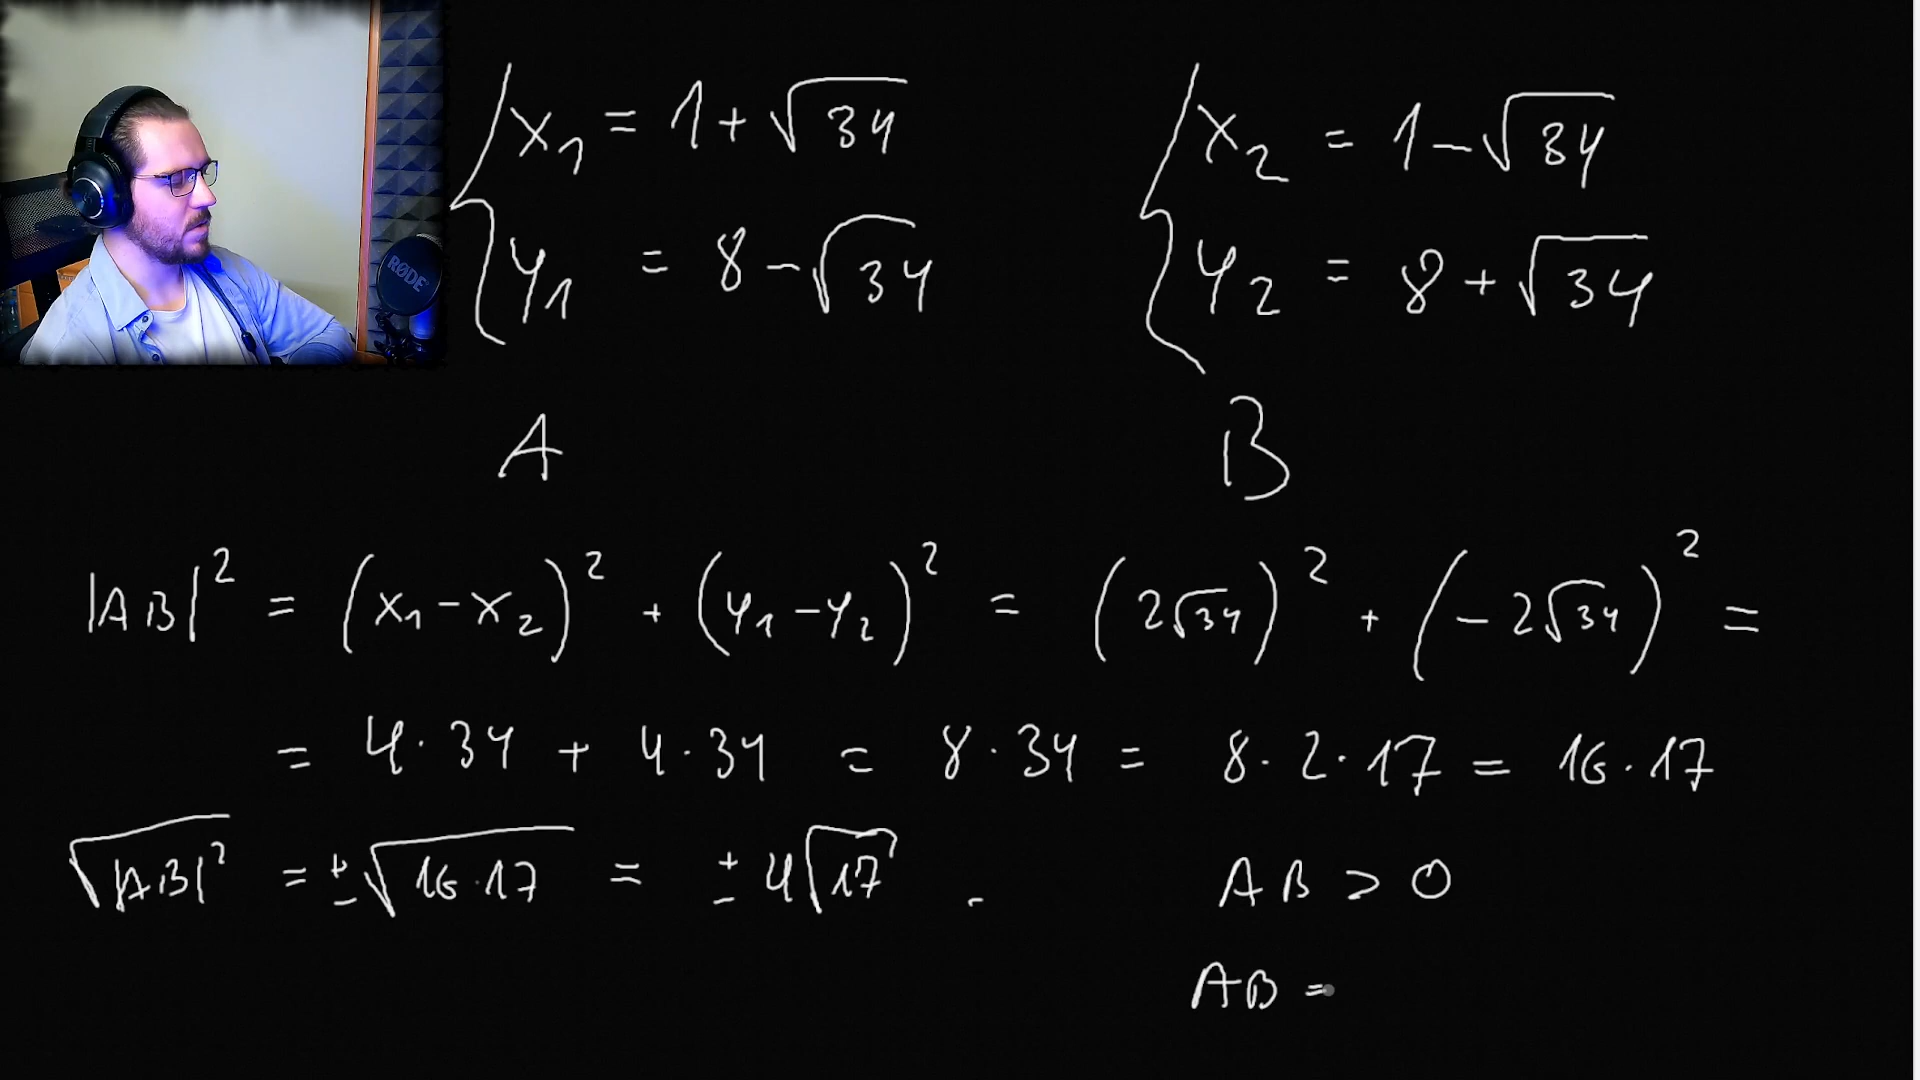 x₁ = 1 + √34
y₁ = 8 - √34
A
x₂ = 1 - √34
y₂ = 8 + √34
B
|AB|² = (x₁ - x₂)² + (y₁ - y₂)² = (2√34)² + (-2√34)² =
= 4·34 + 4·34 = 8·34 = 8·2·17 = 16·17
√|AB|² = ±√16·17 = ±4√17 .
AB > 0
AB =
RØDE